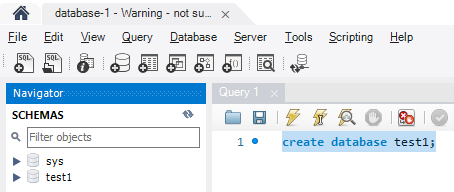 database-1 - Warning - not su...
File Edit View Query Database Server Tools Scripting Help
Navigator
Query 1
SCHEMAS
Filter objects
1 create database test1;
sys
test1